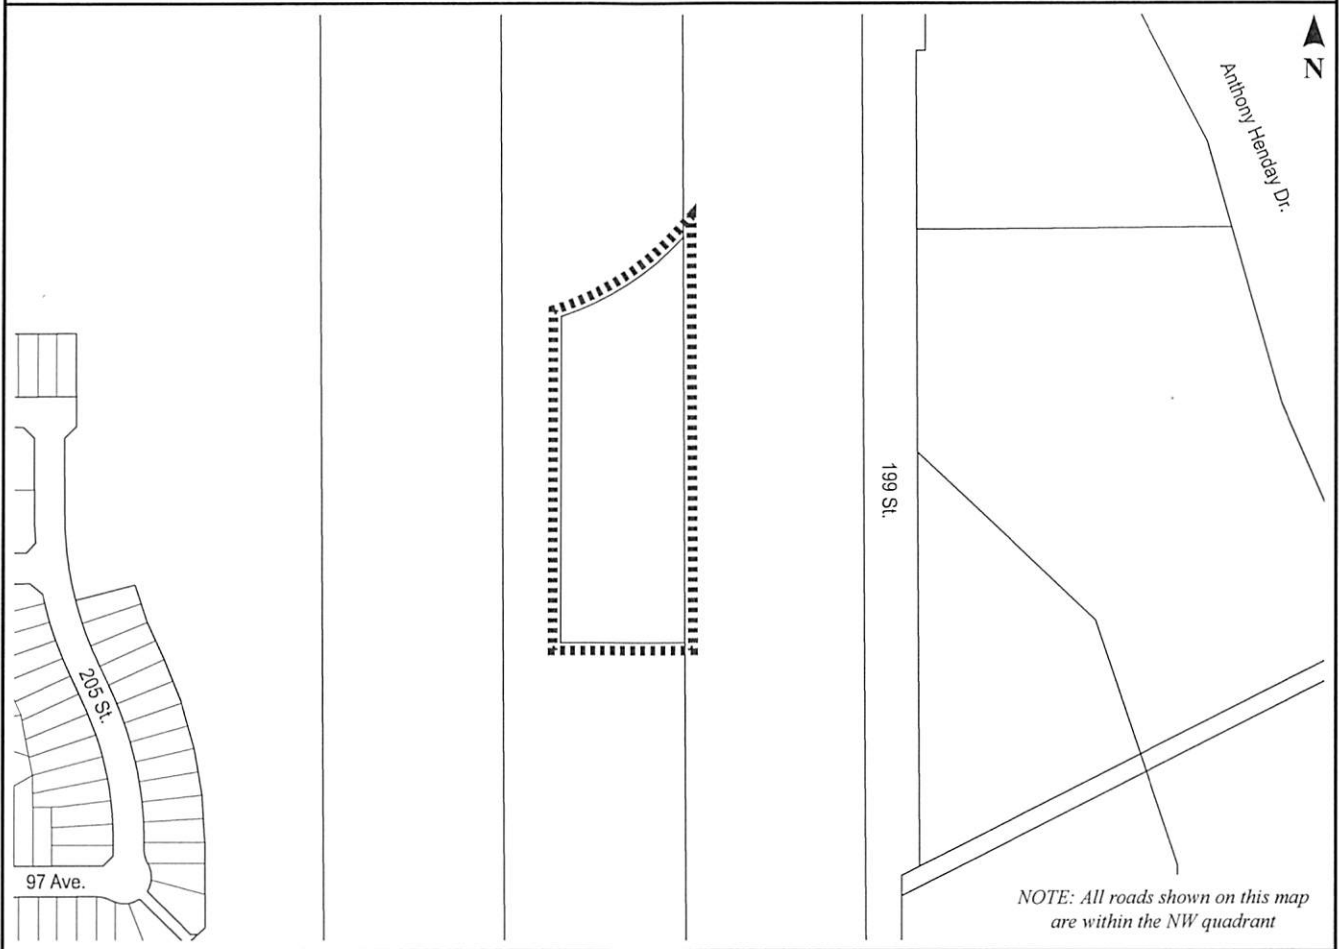 N
Anthony Henday Dr.
199 St.
205 St.
97 Ave.
NOTE: All roads shown on this map
are within the NW quadrant